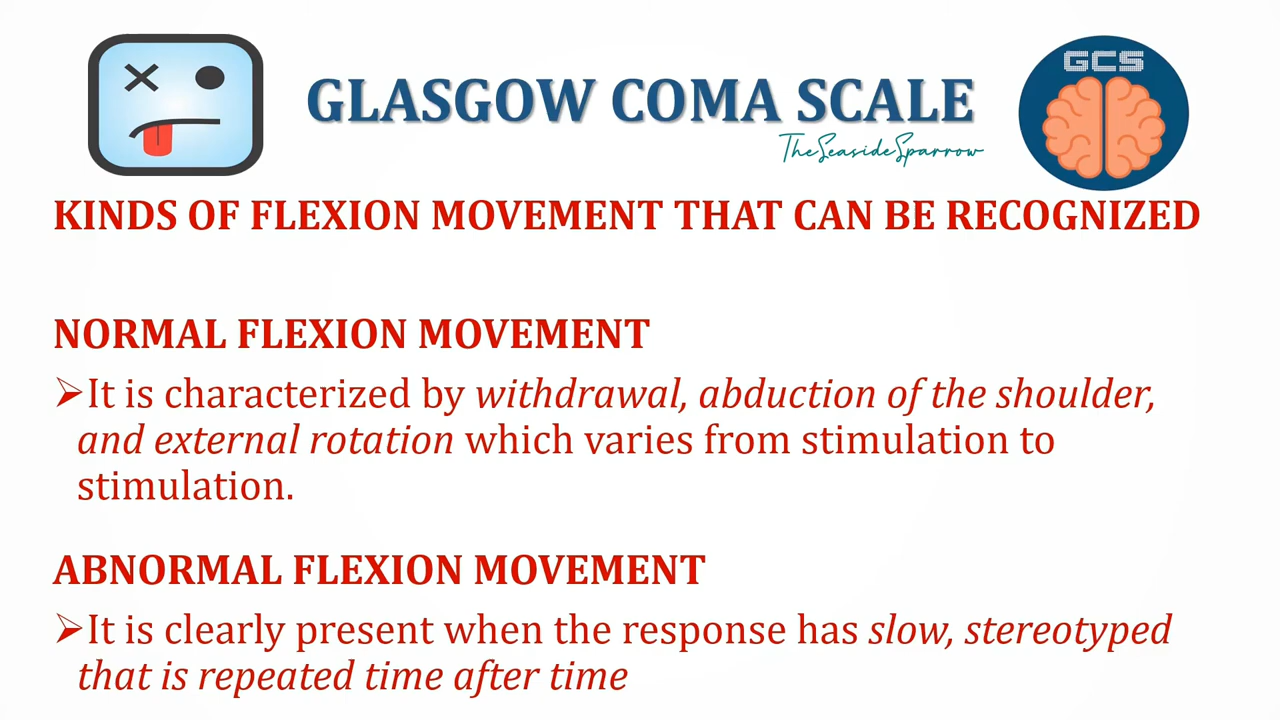 GCS
GLASGOW COMA SCALE
TheSeasideSparrow
KINDS OF FLEXION MOVEMENT THAT CAN BE RECOGNIZED
NORMAL FLEXION MOVEMENT
➢It is characterized by withdrawal, abduction of the shoulder,
and external rotation which varies from stimulation to
stimulation.
ABNORMAL FLEXION MOVEMENT
➢It is clearly present when the response has slow, stereotyped
that is repeated time after time